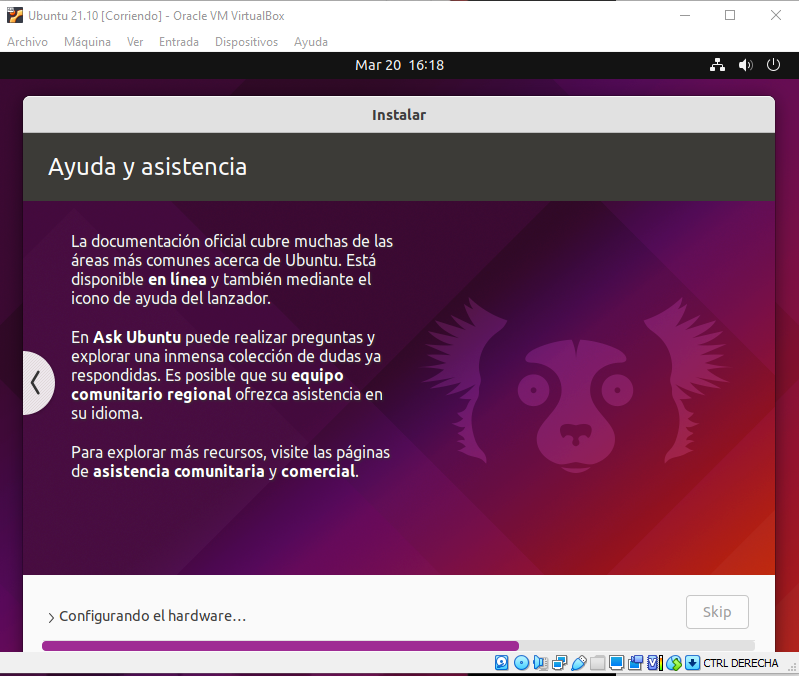 Ubuntu 21.10 [Corriendo] - Oracle VM VirtualBox
Archivo Máquina Ver Entrada Dispositivos Ayuda
Mar 20 16:18
Instalar
Ayuda y asistencia
La documentación oficial cubre muchas de las
áreas más comunes acerca de Ubuntu. Está
disponible en línea y también mediante el
icono de ayuda del lanzador.
En Ask Ubuntu puede realizar preguntas y
explorar una inmensa colección de dudas ya
respondidas. Es posible que su equipo
comunitario regional ofrezca asistencia en
su idioma.
Para explorar más recursos, visite las páginas
de asistencia comunitaria y comercial.
Configurando el hardware…
Skip
CTRL DERECHA